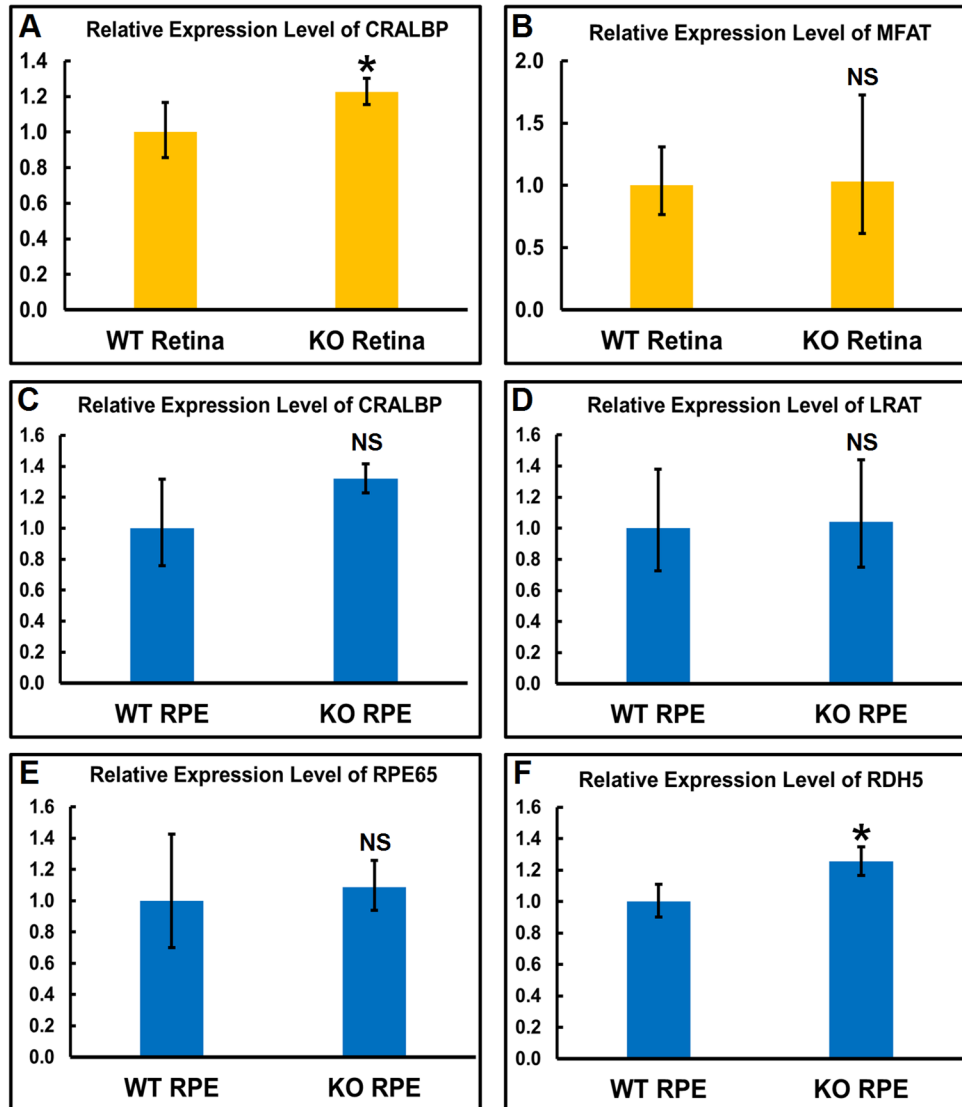 A
Relative Expression Level of CRALBP
1.4
1.2
1.0
0.8
0.6
0.4
0.2
0.0
*
WT Retina
KO Retina
B
Relative Expression Level of MFAT
2.0
1.5
1.0
0.5
0.0
NS
WT Retina
KO Retina
C
Relative Expression Level of CRALBP
1.6
1.4
1.2
1.0
0.8
0.6
0.4
0.2
0.0
NS
WT RPE
KO RPE
D
Relative Expression Level of LRAT
1.6
1.4
1.2
1.0
0.8
0.6
0.4
0.2
0.0
NS
WT RPE
KO RPE
E
Relative Expression Level of RPE65
1.6
1.4
1.2
1.0
0.8
0.6
0.4
0.2
0.0
NS
WT RPE
KO RPE
F
Relative Expression Level of RDH5
1.6
1.4
1.2
1.0
0.8
0.6
0.4
0.2
0.0
*
WT RPE
KO RPE